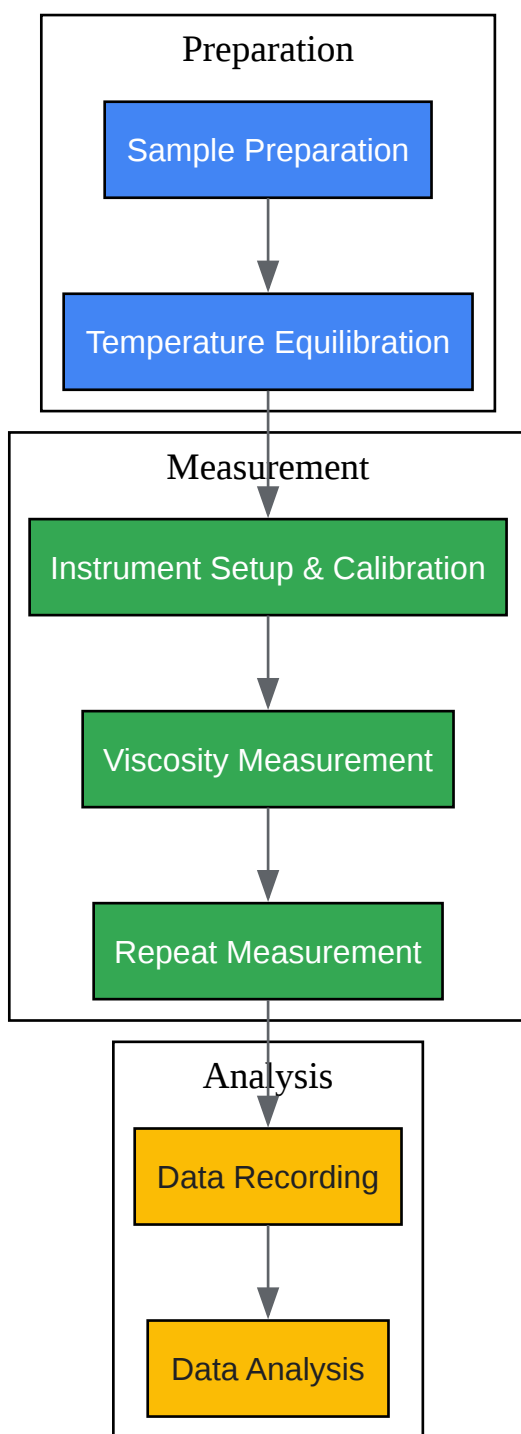 Preparation
Sample Preparation
Temperature Equilibration
Measurement
Instrument Setup & Calibration
Viscosity Measurement
Repeat Measurement
Analysis
Data Recording
Data Analysis